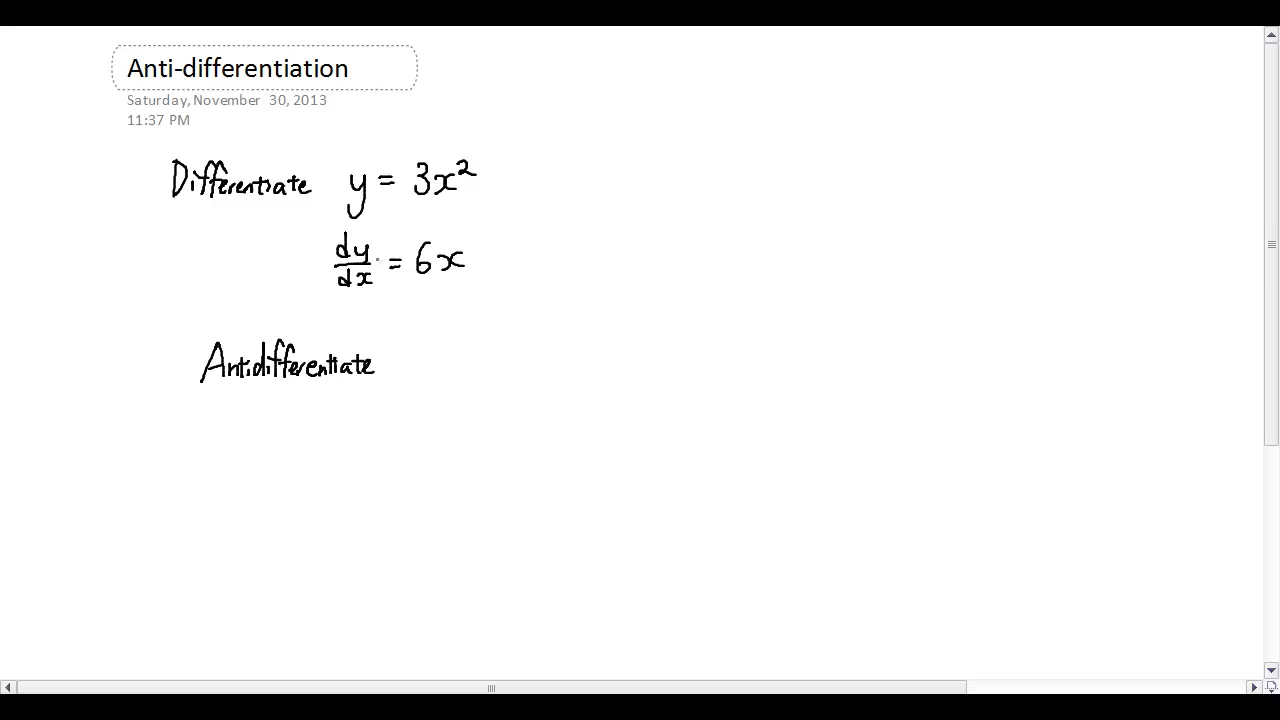 Anti-differentiation
Saturday, November 30, 2013
11:37 PM
Differentiate y = 3x²
dy/dx = 6x
Antidifferentiate